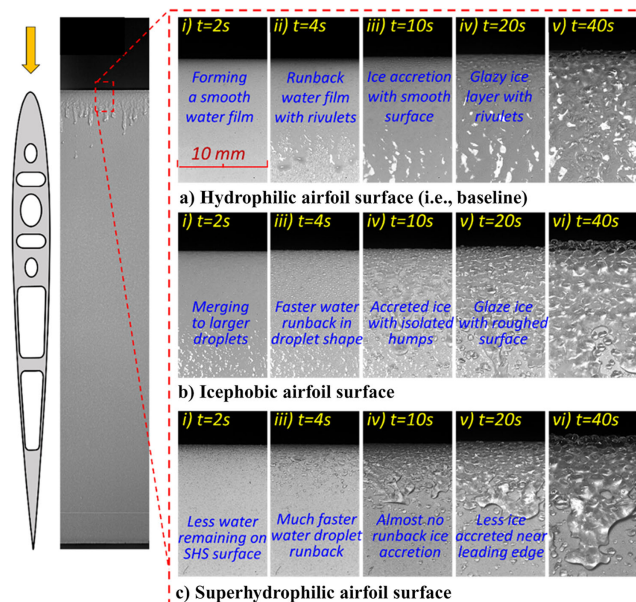 i) t=2s
ii) t=4s
iii) t=10s
iv) t=20s
v) t=40s
Forming
a smooth
water film
Runback
water film
with rivulets
Ice accretion
with smooth
surface
Glazy ice
layer with
rivulets
10 mm
a) Hydrophilic airfoil surface (i.e., baseline)
i) t=2s
iii) t=4s
iv) t=10s
v) t=20s
vi) t=40s
Merging
to larger
droplets
Faster water
runback in
droplet shape
Accreted ice
with isolated
humps
Glaze ice
with roughed
surface
b) Icephobic airfoil surface
i) t=2s
iii) t=4s
iv) t=10s
v) t=20s
vi) t=40s
Less water
remaining on
SHS surface
Much faster
water droplet
runback
Almost no
runback ice
accretion
Less ice
accreted near
leading edge
c) Superhydrophilic airfoil surface